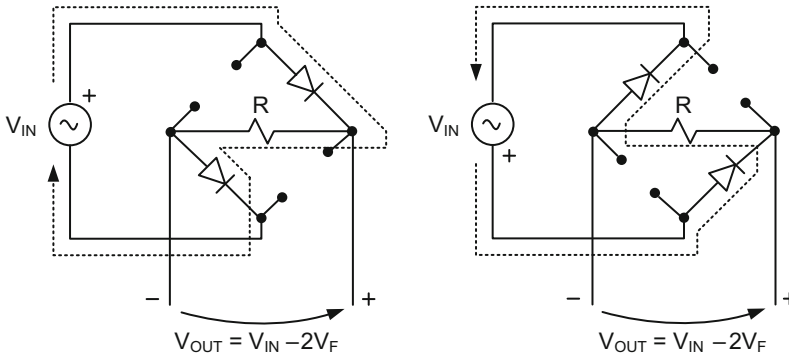 +
V_IN
R
− +
V_OUT = V_IN −2V_F
V_IN
+
R
− +
V_OUT = V_IN −2V_F